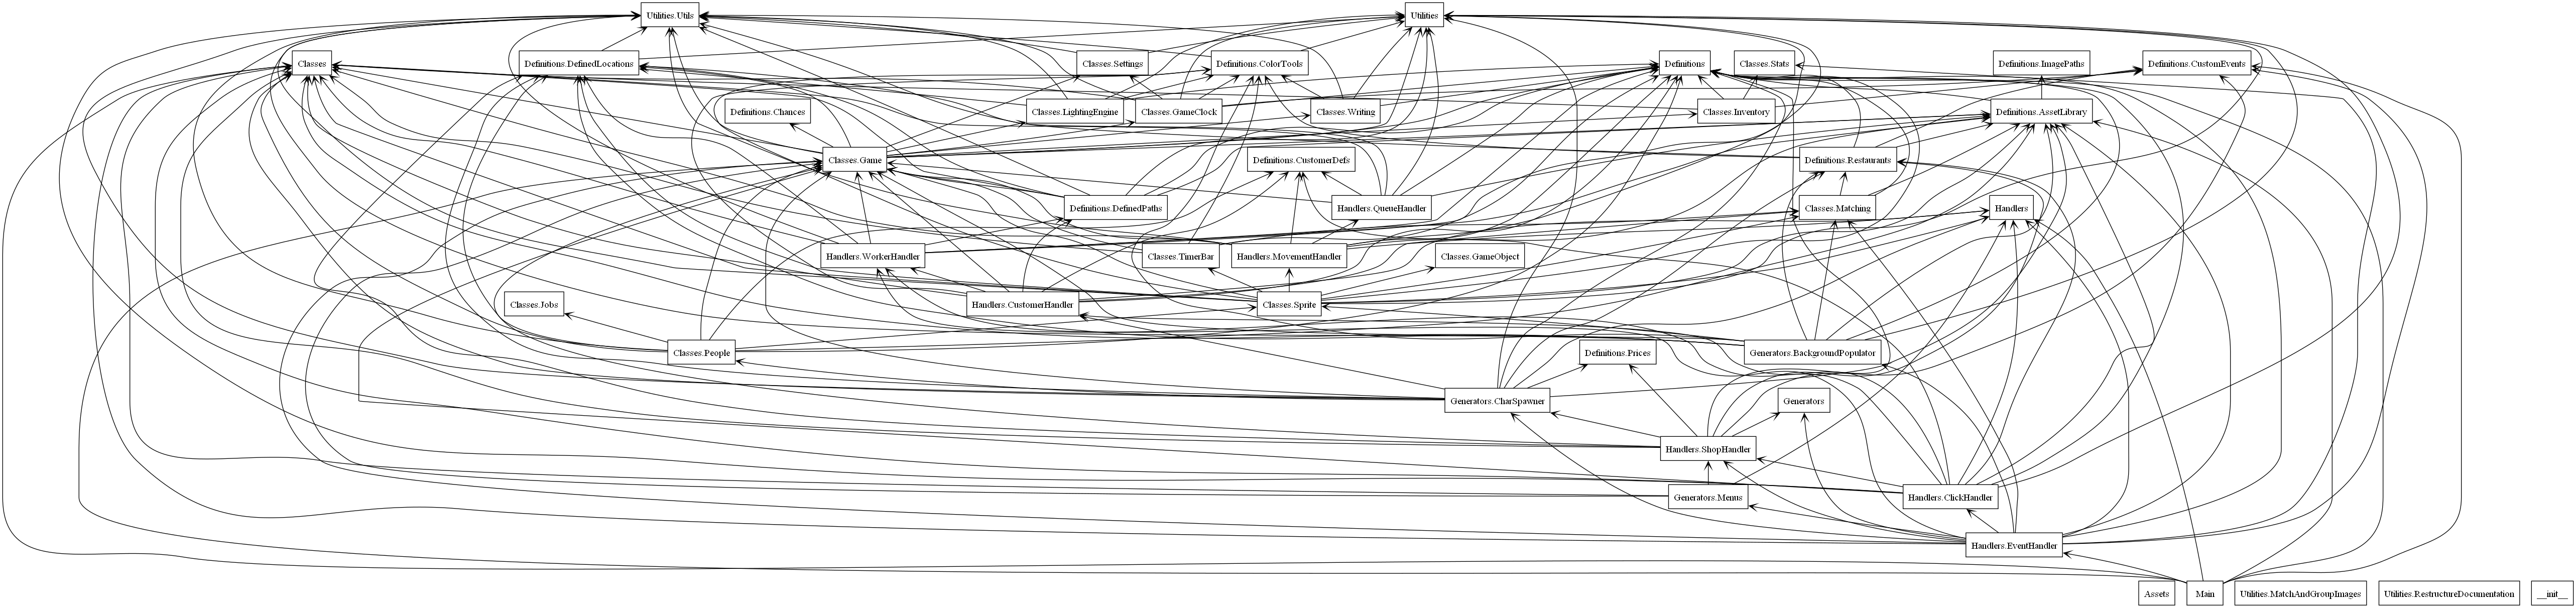 Utilities.Utils
Utilities
Classes
Definitions.DefinedLocations
Classes.Settings
Definitions.ColorTools
Definitions
Classes.Stats
Definitions.ImagePaths
Definitions.CustomEvents
Definitions.Chances
Classes.LightingEngine
Classes.GameClock
Classes.Writing
Classes.Inventory
Definitions.AssetLibrary
Classes.Game
Definitions.CustomerDefs
Definitions.Restaurants
Definitions.DefinedPaths
Handlers.QueueHandler
Classes.Matching
Handlers
Handlers.WorkerHandler
Classes.TimerBar
Handlers.MovementHandler
Classes.GameObject
Classes.Jobs
Handlers.CustomerHandler
Classes.Sprite
Classes.People
Definitions.Prices
Generators.BackgroundPopulator
Generators.CharSpawner
Generators
Handlers.ShopHandler
Generators.Menus
Handlers.ClickHandler
Handlers.EventHandler
Assets
Main
Utilities.MatchAndGroupImages
Utilities.RestructureDocumentation
__init__